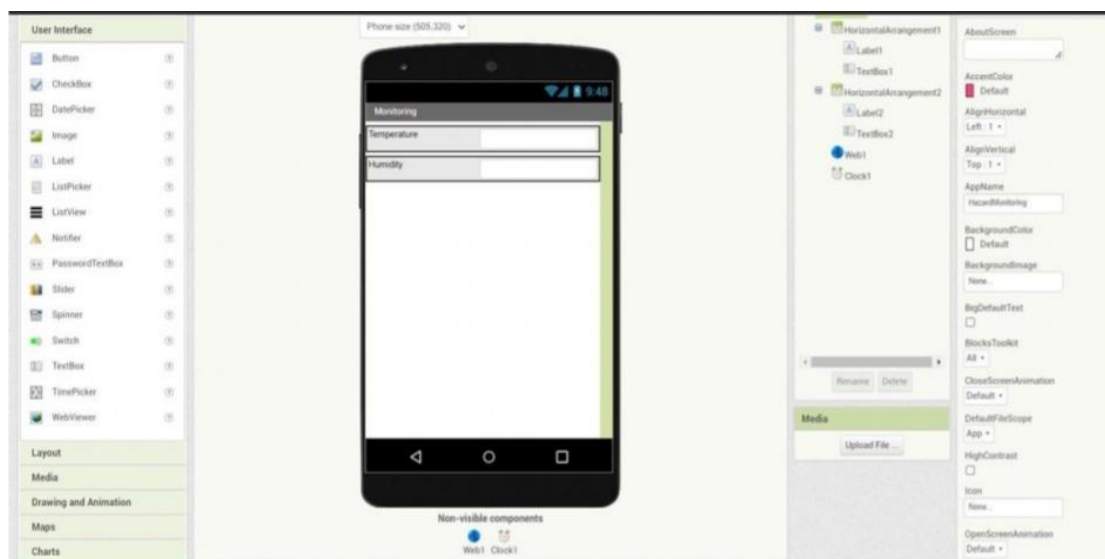 User Interface
Button
CheckBox
DatePicker
Image
Label
ListPicker
ListView
Notifier
PasswordTextBox
Slider
Spinner
Switch
TextBox
TimePicker
WebViewer
Layout
Media
Drawing and Animation
Maps
Charts
Phone size (505,320)
9:48
Monitoring
Temperature
Humidity
Non-visible components
Web1 Clock1
HorizontalArrangement1
Label1
TextBox1
HorizontalArrangement2
Label2
TextBox2
Web1
Clock1
Rename Delete
Media
Upload File ...
AboutScreen
AccentColor
Default
AlignHorizontal
Left : 1
AlignVertical
Top : 1
AppName
HazardMonitoring
BackgroundColor
Default
BackgroundImage
None...
BigDefaultText
BlocksToolkit
All
CloseScreenAnimation
Default
DefaultFileScope
App
HighContrast
Icon
None...
OpenScreenAnimation
Default